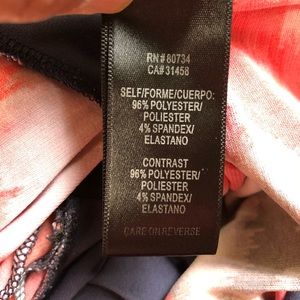 RN# 80734
CA# 31458
SELF/FORME/CUERPO:
96% POLYESTER/
POLIESTER
4% SPANDEX/
ELASTANO
CONTRAST
96% POLYESTER/
POLIESTER
4% SPANDEX/
ELASTANO
CARE ON REVERSE